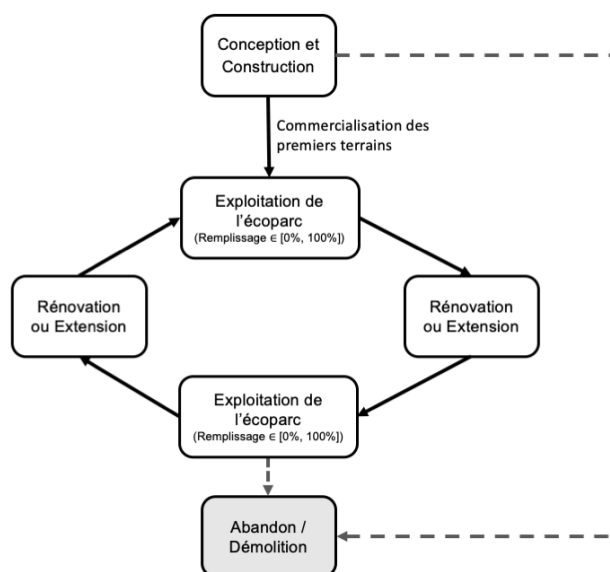 Conception et
Construction
Commercialisation des
premiers terrains
Exploitation de
l'écoparc
(Remplissage ∈ [0%, 100%])
Rénovation
ou Extension
Rénovation
ou Extension
Exploitation de
l'écoparc
(Remplissage ∈ [0%, 100%])
Abandon /
Démolition